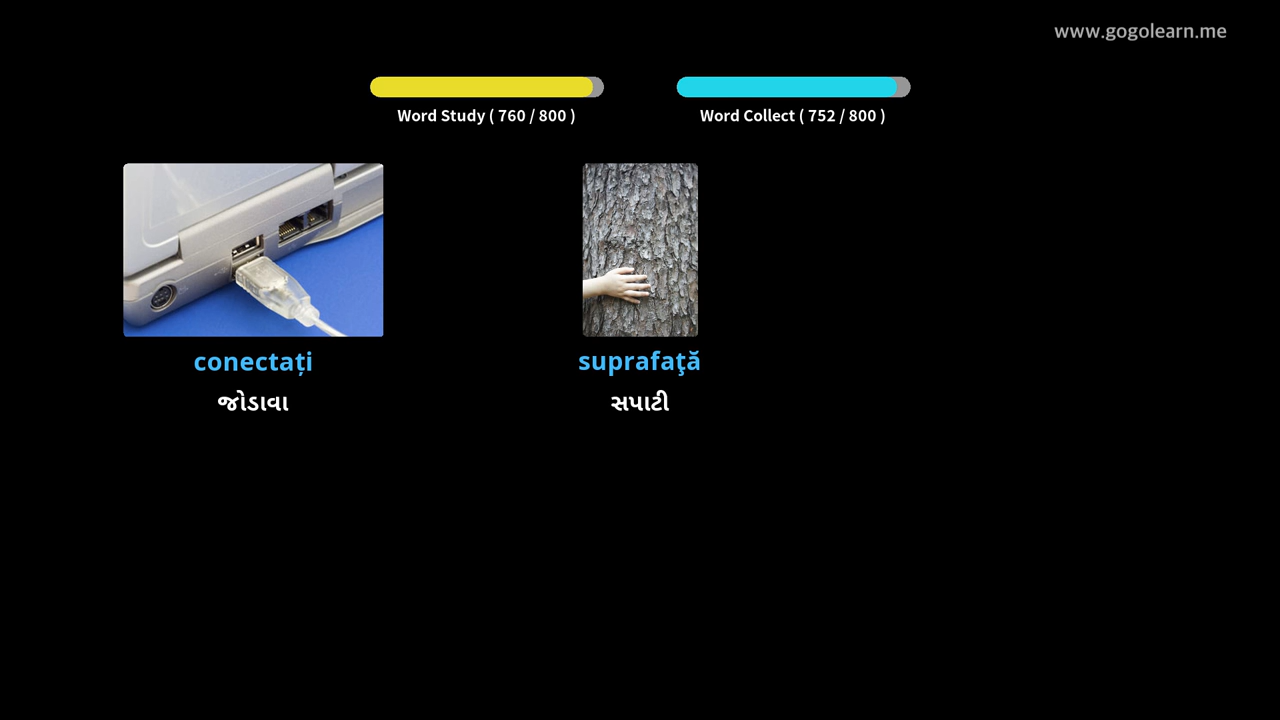 www.gogolearn.me
Word Study ( 760 / 800 )
Word Collect ( 752 / 800 )
conectați
suprafaţă
જોડાવા
સપાટી